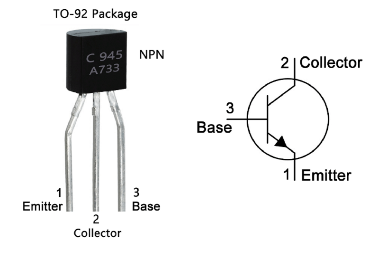 TO-92 Package
C 945
A733
NPN
1
Emitter
2
Collector
3
Base
2 Collector
3
Base
1 Emitter